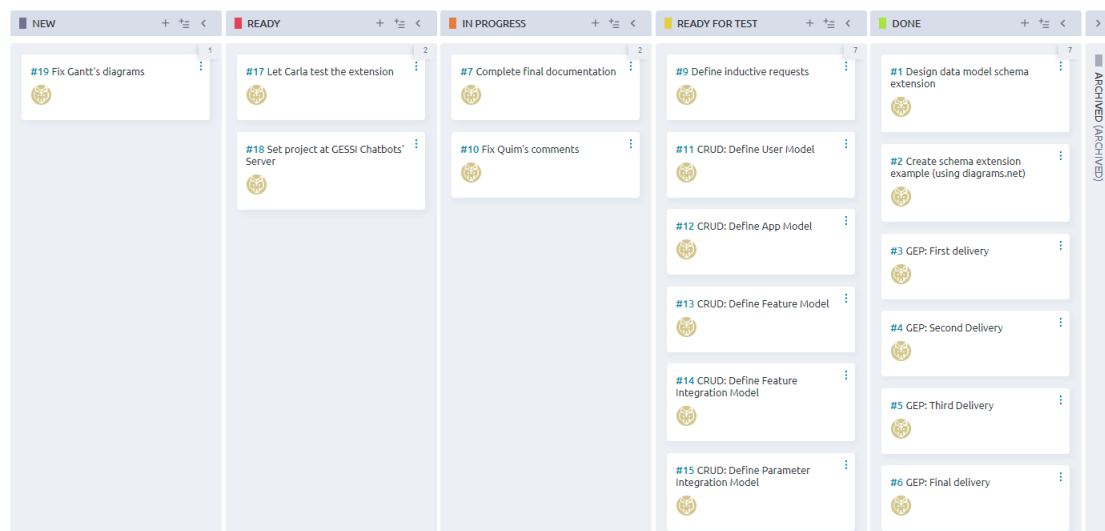 NEW
1
#19 Fix Gantt's diagrams
READY
2
#17 Let Carla test the extension
#18 Set project at GESSI Chatbots'
Server
IN PROGRESS
2
#7 Complete final documentation
#10 Fix Quim's comments
READY FOR TEST
7
#9 Define inductive requests
#11 CRUD: Define User Model
#12 CRUD: Define App Model
#13 CRUD: Define Feature Model
#14 CRUD: Define Feature
Integration Model
#15 CRUD: Define Parameter
Integration Model
DONE
7
#1 Design data model schema
extension
#2 Create schema extension
example (using diagrams.net)
#3 GEP: First delivery
#4 GEP: Second Delivery
#5 GEP: Third Delivery
#6 GEP: Final delivery
ARCHIVED (ARCHIVED)